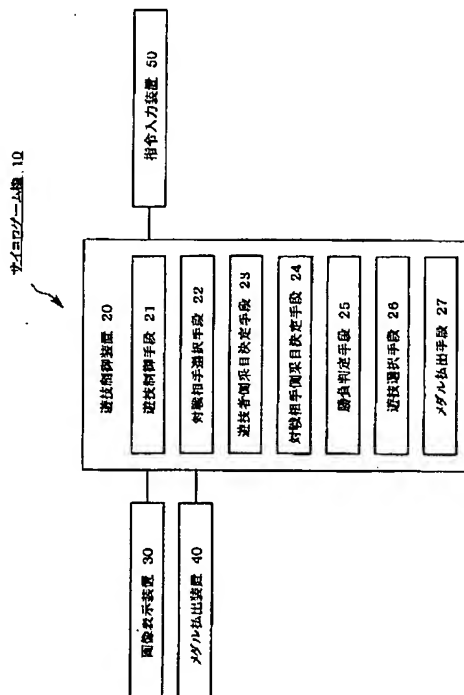 サイコロゲーム機 10
遊技制御装置 20
遊技制御手段 21
対戦相手選択手段 22
遊技者側采目決定手段 23
対戦相手側采目決定手段 24
勝負判定手段 25
遊技選択手段 26
メダル払出手段 27
画像表示装置 30
メダル払出装置 40
指令入力装置 50